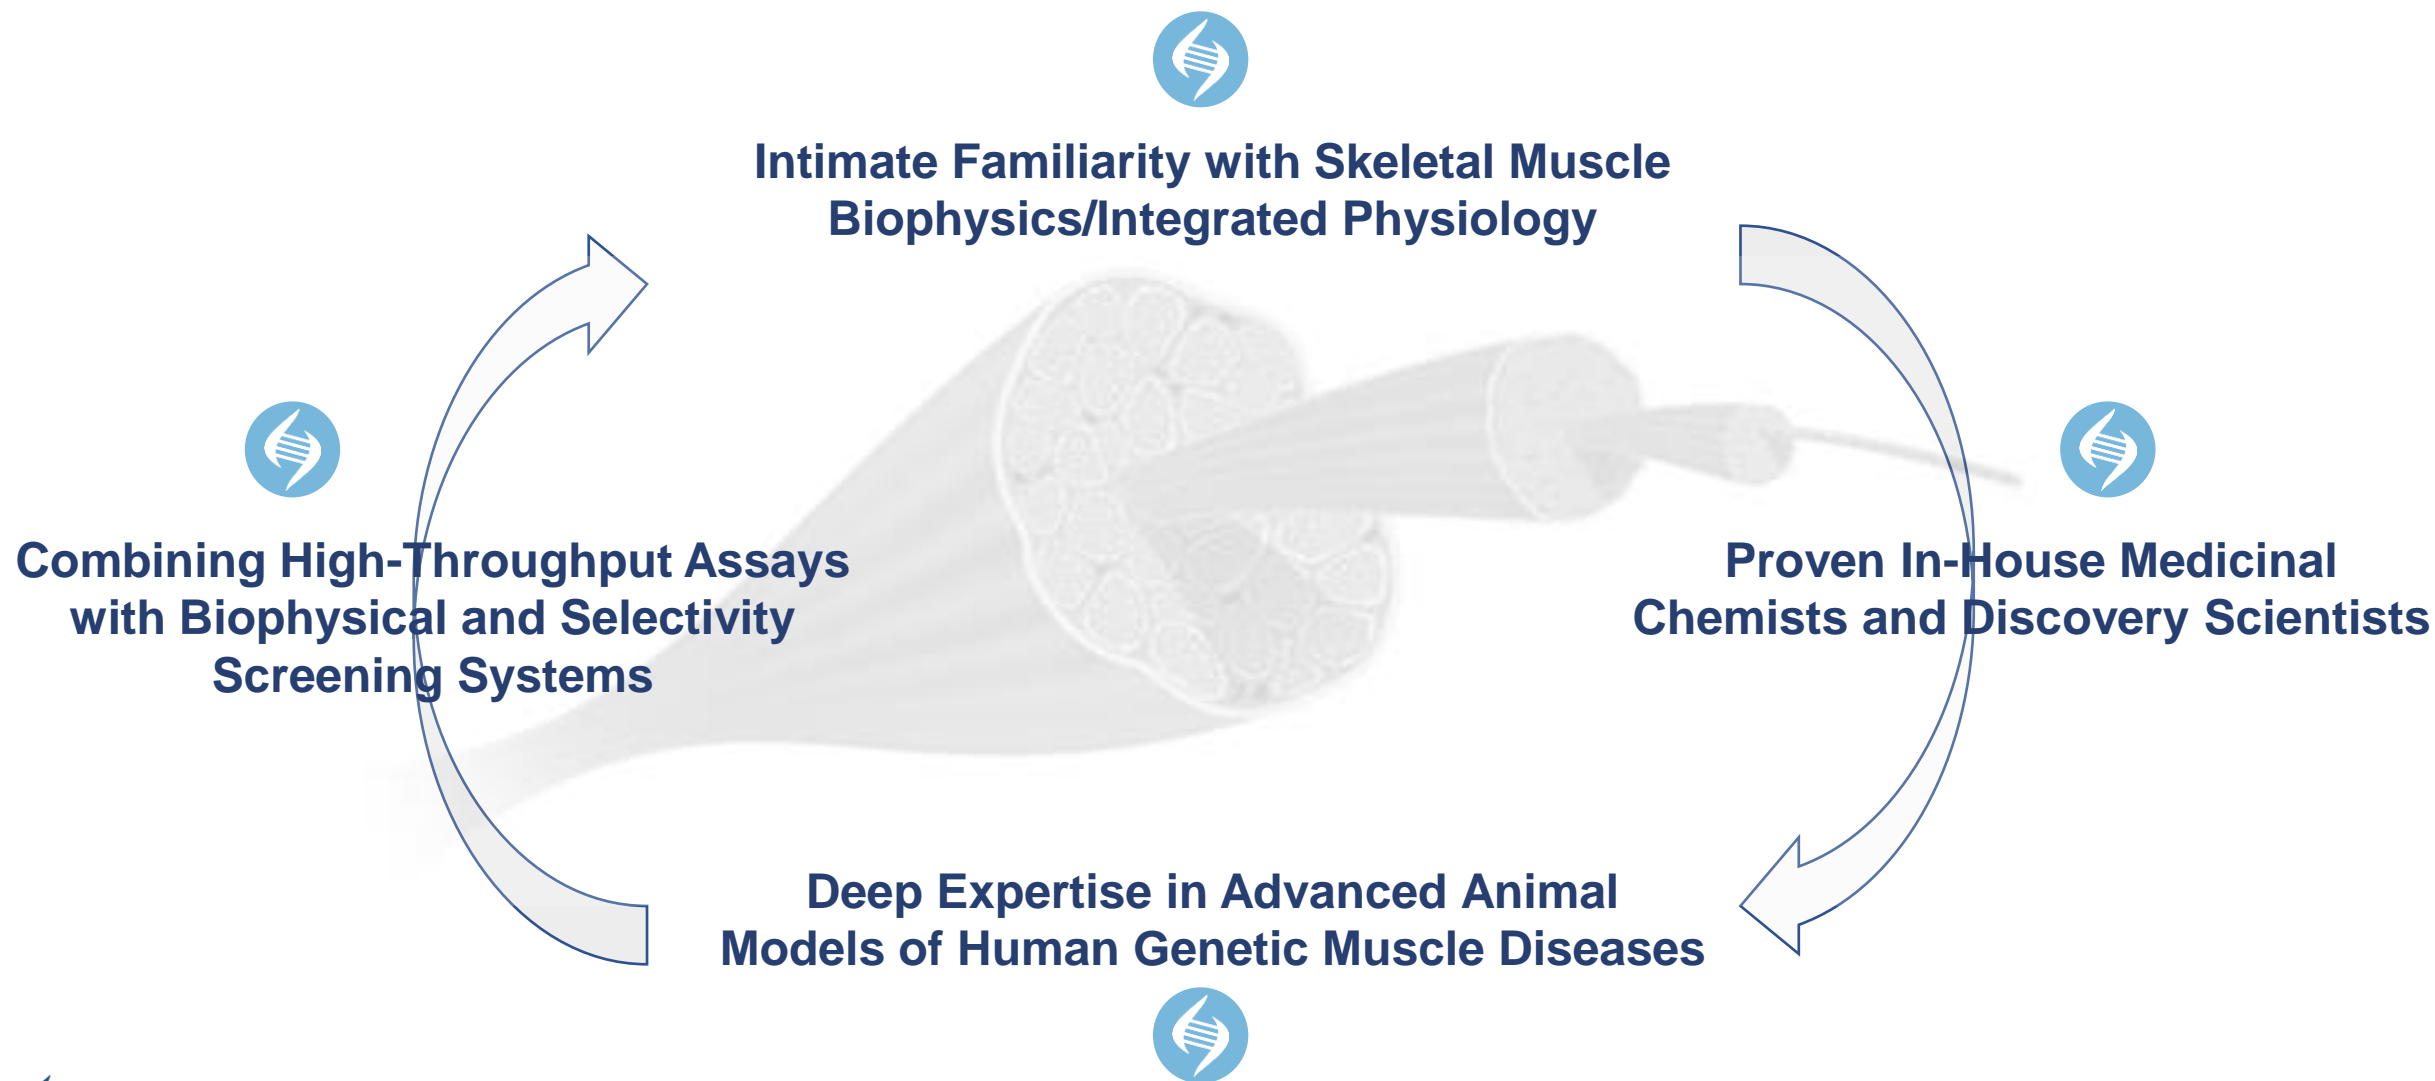 Intimate Familiarity with Skeletal Muscle
Biophysics/Integrated Physiology
Combining High-Throughput Assays
with Biophysical and Selectivity
Screening Systems
Proven In-House Medicinal
Chemists and Discovery Scientists
Deep Expertise in Advanced Animal
Models of Human Genetic Muscle Diseases